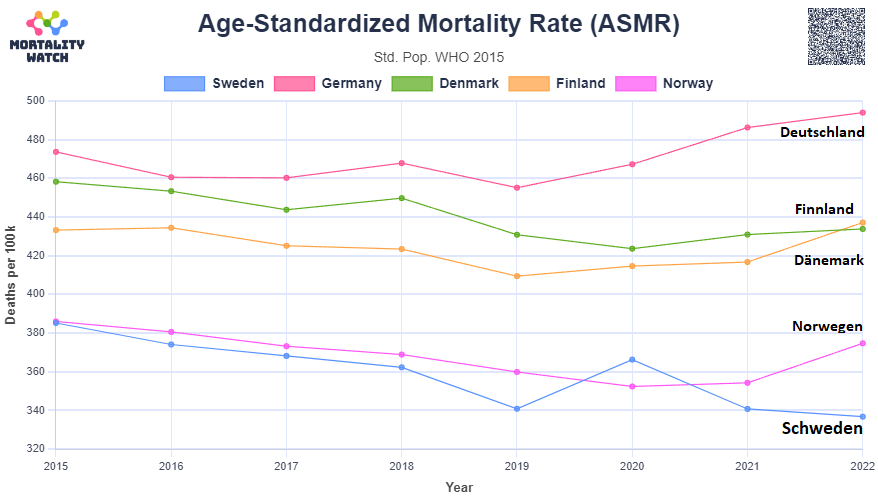 MORTALITY
WATCH
Age-Standardized Mortality Rate (ASMR)
Std. Pop. WHO 2015
Sweden Germany Denmark Finland Norway
500
480
460
440
420
400
380
360
340
320
Deaths per 100k
Deutschland
Finnland
Dänemark
Norwegen
Schweden
2015 2016 2017 2018 2019 2020 2021 2022
Year